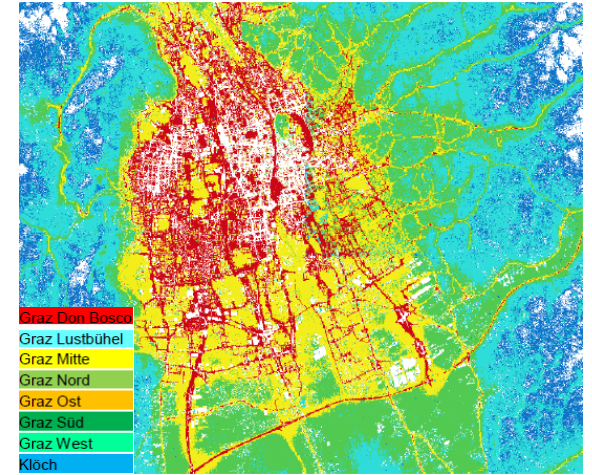 Graz Don Bosco
Graz Lustbühel
Graz Mitte
Graz Nord
Graz Ost
Graz Süd
Graz West
Klöch